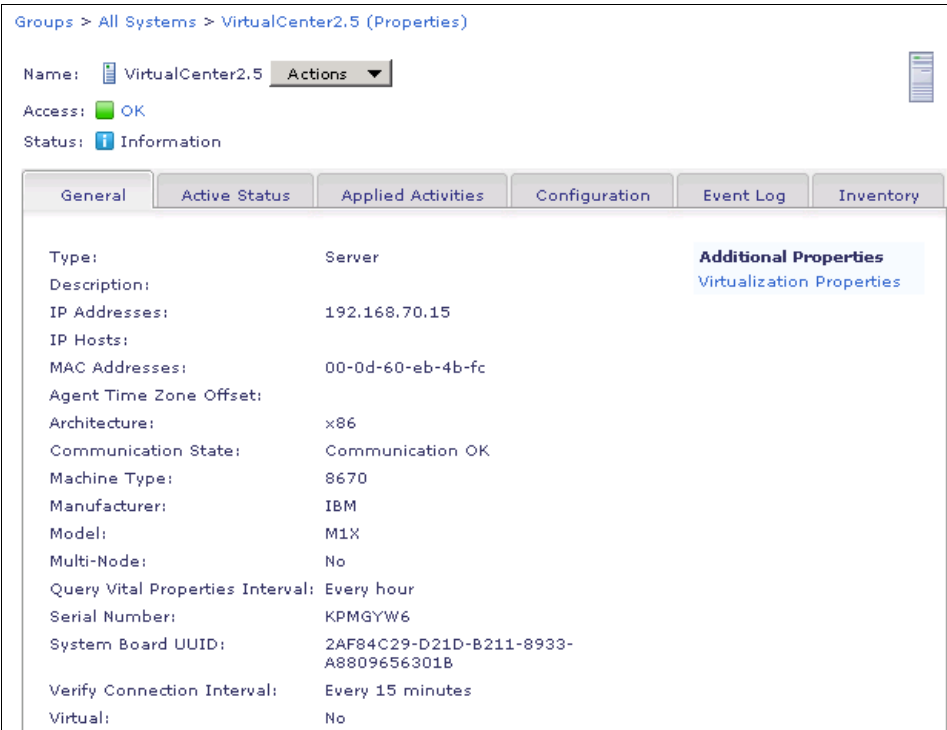 Groups > All Systems > VirtualCenter2.5 (Properties)
Name: VirtualCenter2.5 Actions
Access: OK
Status: i Information
General Active Status Applied Activities Configuration Event Log Inventory
Type: Server Additional Properties
Description: Virtualization Properties
IP Addresses: 192.168.70.15
IP Hosts:
MAC Addresses: 00-0d-60-eb-4b-fc
Agent Time Zone Offset:
Architecture: x86
Communication State: Communication OK
Machine Type: 8670
Manufacturer: IBM
Model: M1X
Multi-Node: No
Query Vital Properties Interval: Every hour
Serial Number: KPMGYW6
System Board UUID: 2AF84C29-D21D-B211-8933-
A8809656301B
Verify Connection Interval: Every 15 minutes
Virtual: No